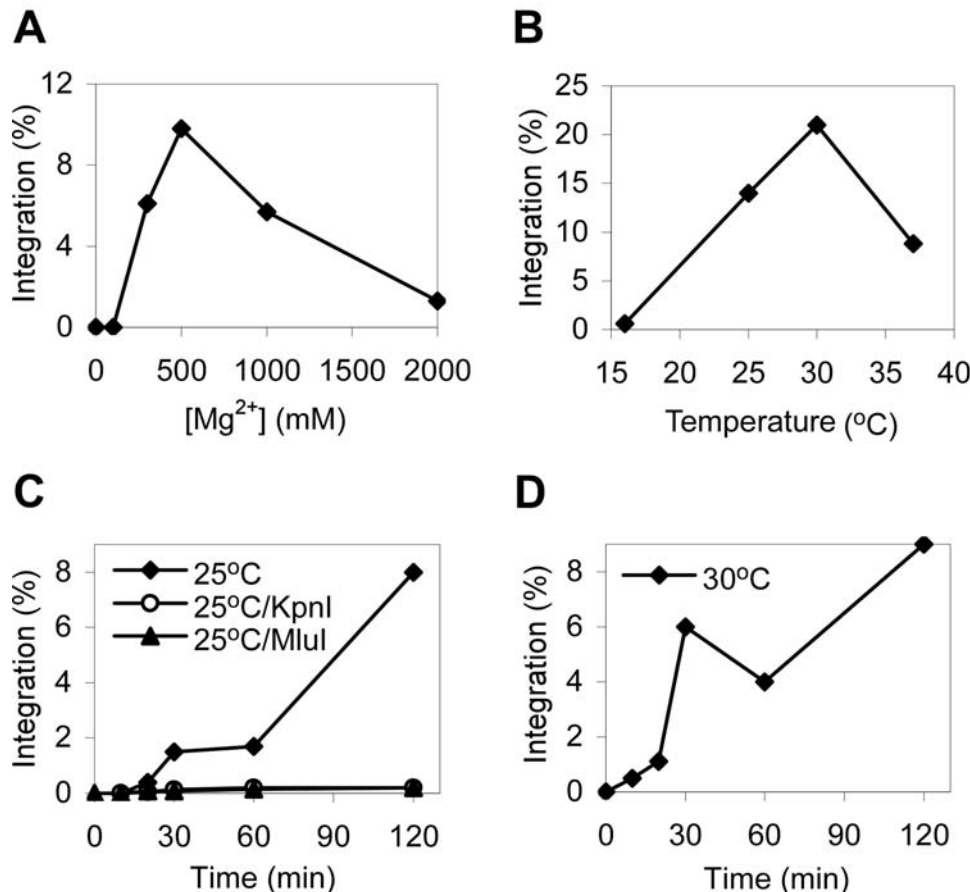 A
Integration (%)
12
8
4
0
0 500 1000 1500 2000
[Mg²⁺] (mM)
B
Integration (%)
25
20
15
10
5
0
15 20 25 30 35 40
Temperature (ºC)
C
Integration (%)
8
6
4
2
0
25ºC
25ºC/KpnI
25ºC/MluI
0 30 60 90 120
Time (min)
D
Integration (%)
8
6
4
2
0
30ºC
0 30 60 90 120
Time (min)